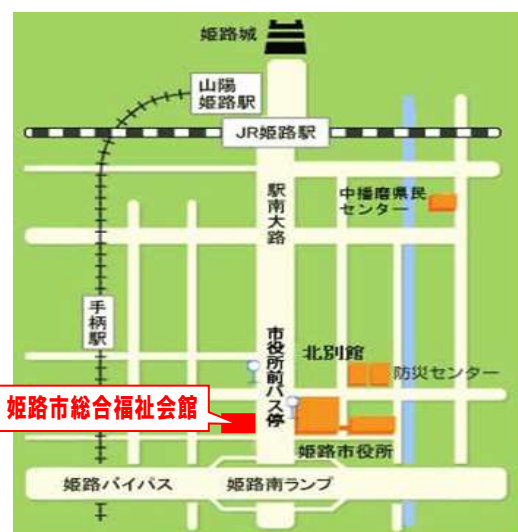 姫路城
山陽
姫路駅
JR姫路駅
駅南大路
中播磨県民
センター
手柄駅
市役所前バス停
北別館
防災センター
姫路市総合福祉会館
姫路市役所
姫路バイパス
姫路南ランプ